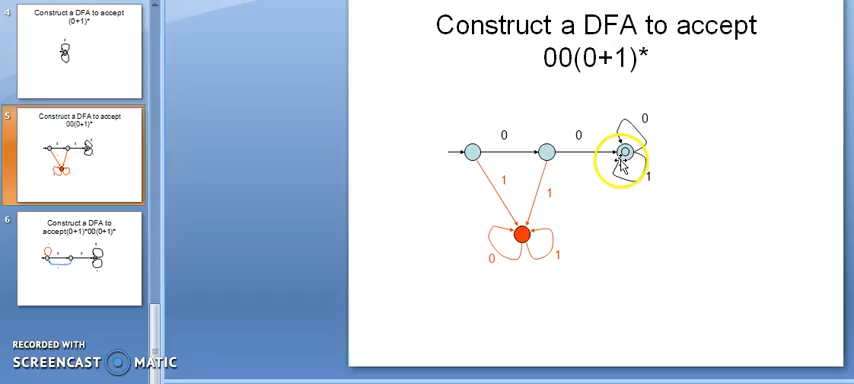 4
Construct a DFA to accept
(0+1)*
5
Construct a DFA to accept
00(0+1)*
6
Construct a DFA to
accept(0+1)*00(0+1)*
RECORDED WITH
SCREENCAST MATIC
Construct a DFA to accept
00(0+1)*
0
0
0
1
1
1
0
1